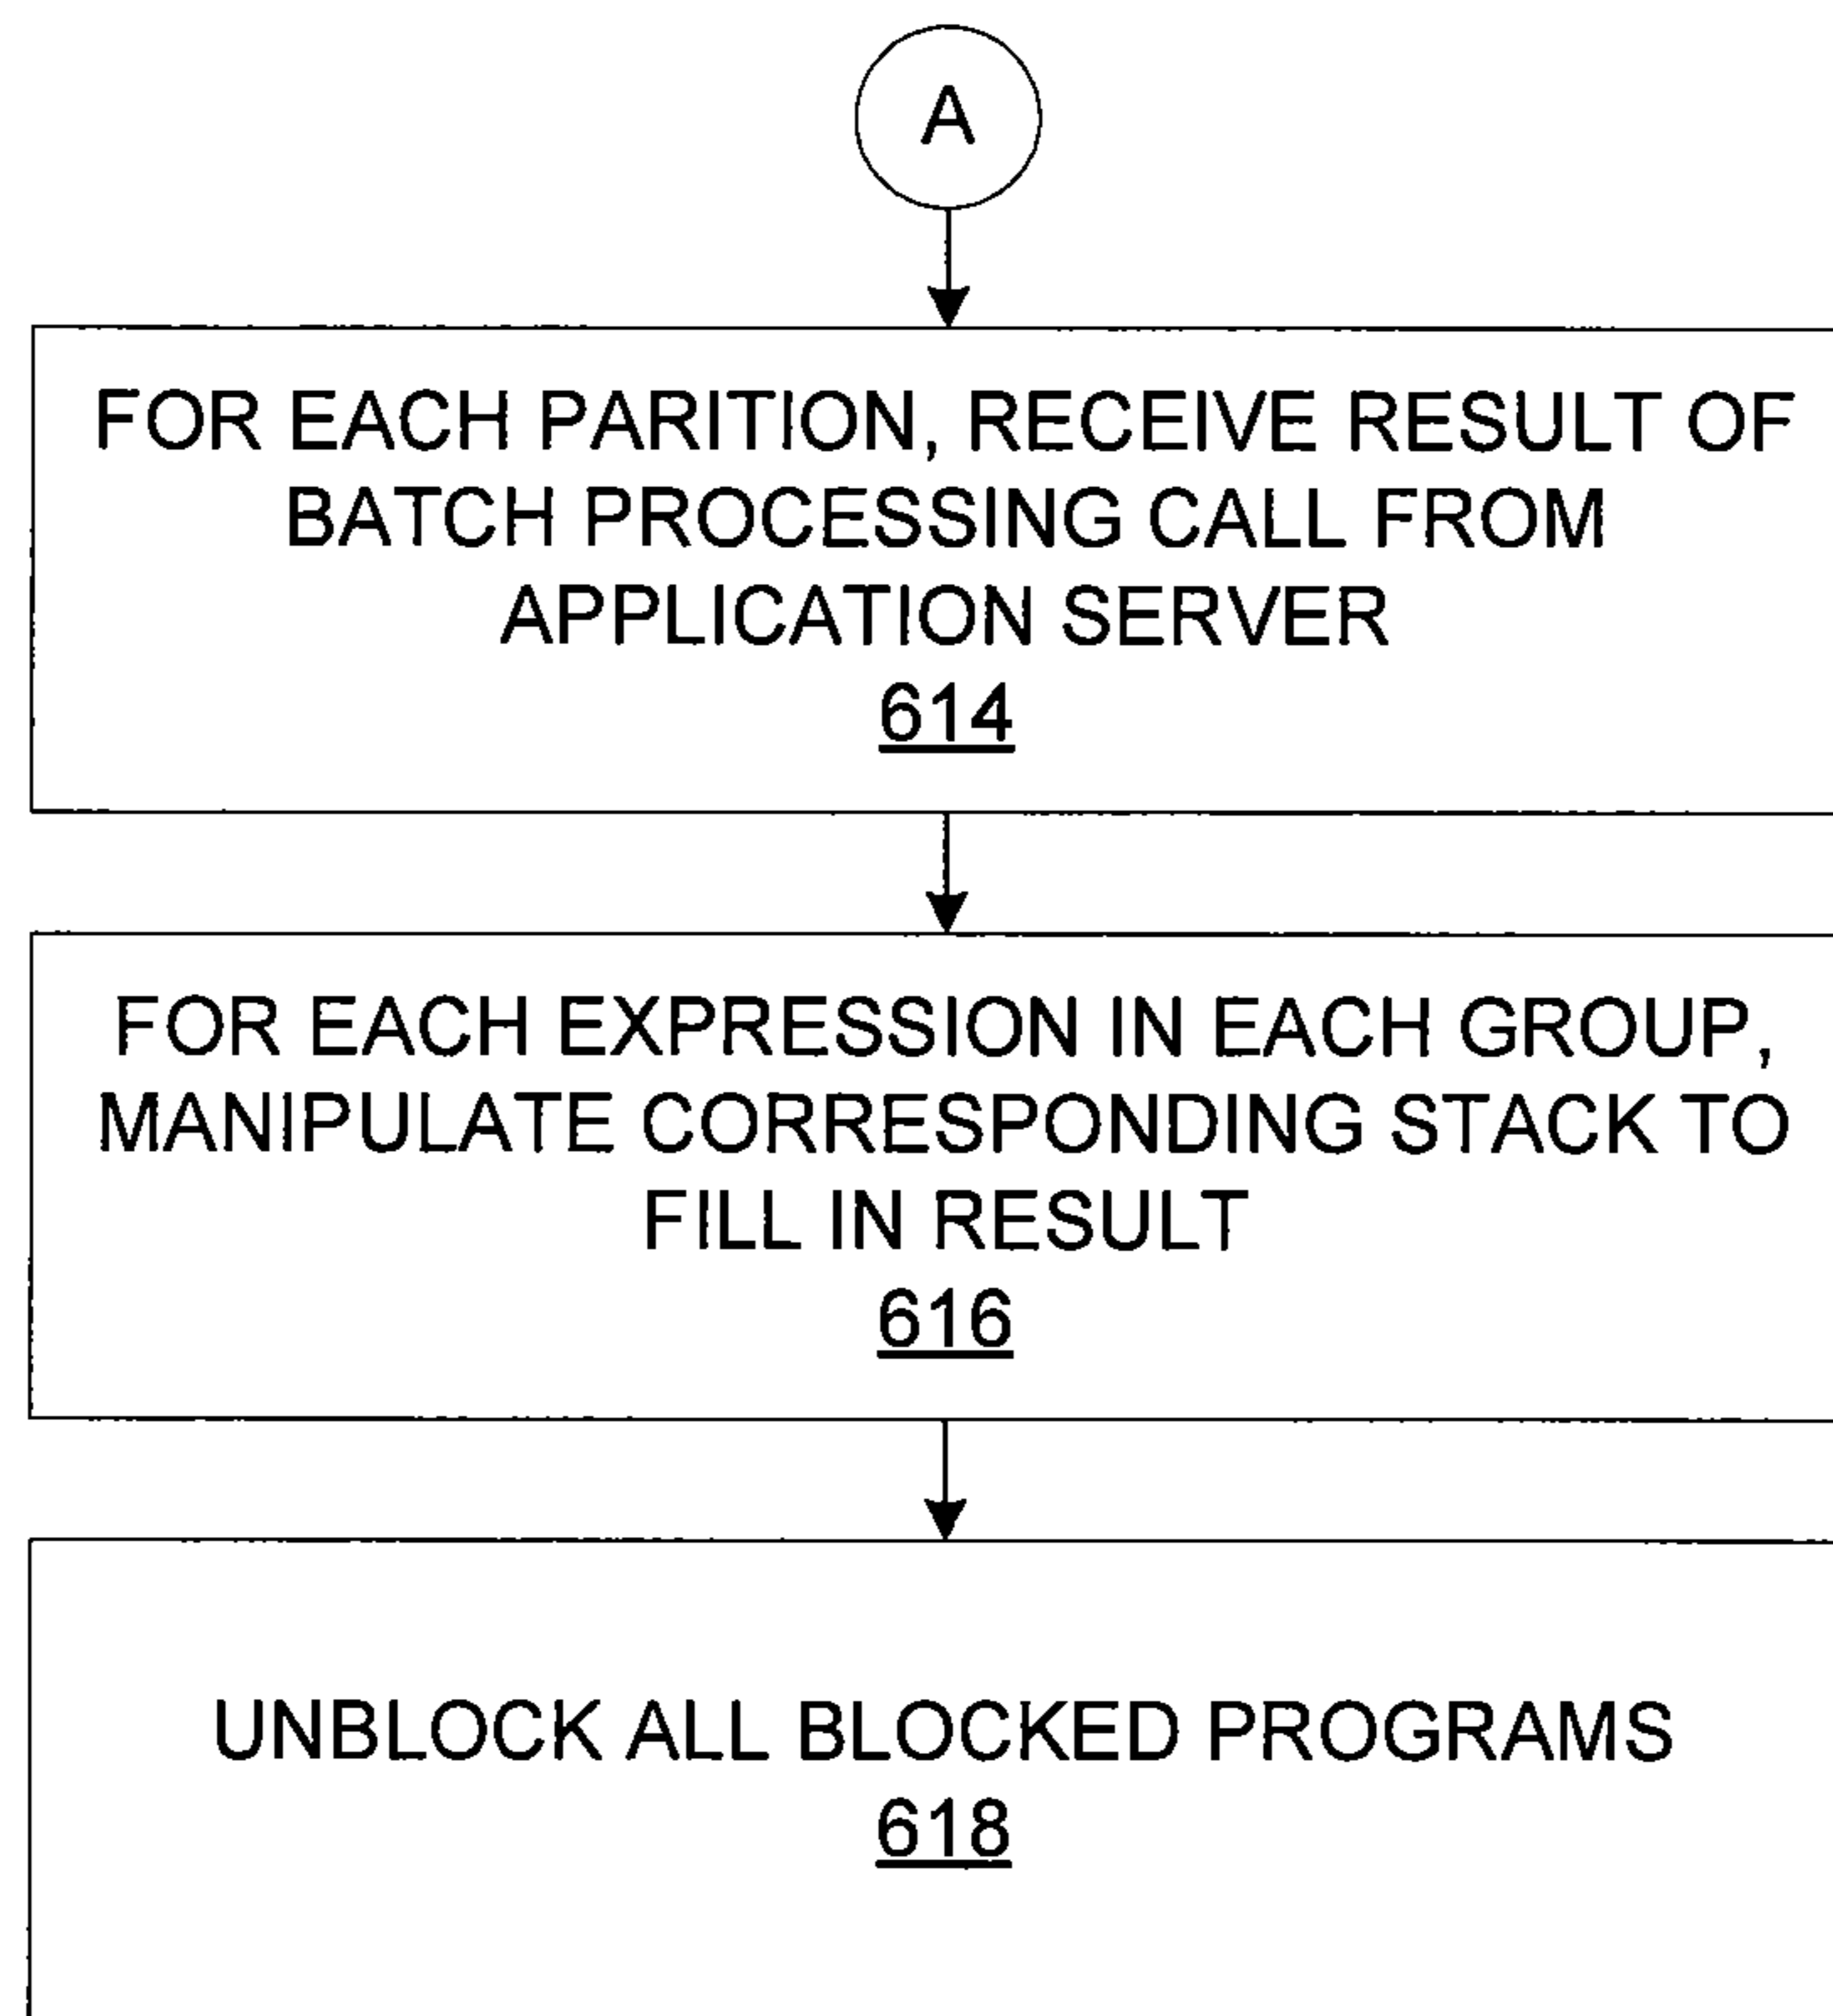 A
FOR EACH PARITION, RECEIVE RESULT OF
BATCH PROCESSING CALL FROM
APPLICATION SERVER
614
FOR EACH EXPRESSION IN EACH GROUP,
MANIPULATE CORRESPONDING STACK TO
FILL IN RESULT
616
UNBLOCK ALL BLOCKED PROGRAMS
618